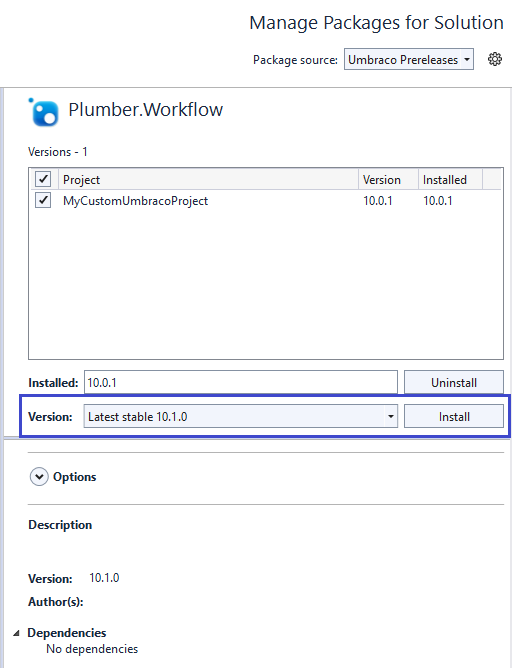 Manage Packages for Solution
Package source: Umbraco Prereleases
Plumber.Workflow
Versions - 1
Project Version Installed
MyCustomUmbracoProject 10.0.1 10.0.1
Installed: 10.0.1 Uninstall
Version: Latest stable 10.1.0 Install
Options
Description
Version: 10.1.0
Author(s):
Dependencies
No dependencies